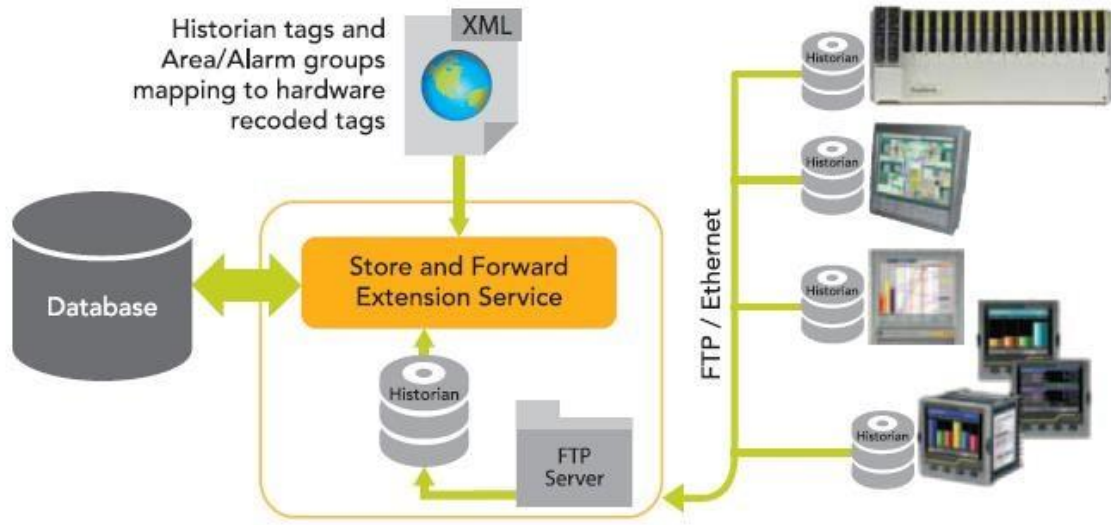 Historian tags and
Area/Alarm groups
mapping to hardware
recoded tags
XML
Historian
Historian
Store and Forward
Extension Service
Database
Historian
FTP / Ethernet
Historian
FTP
Server
Historian